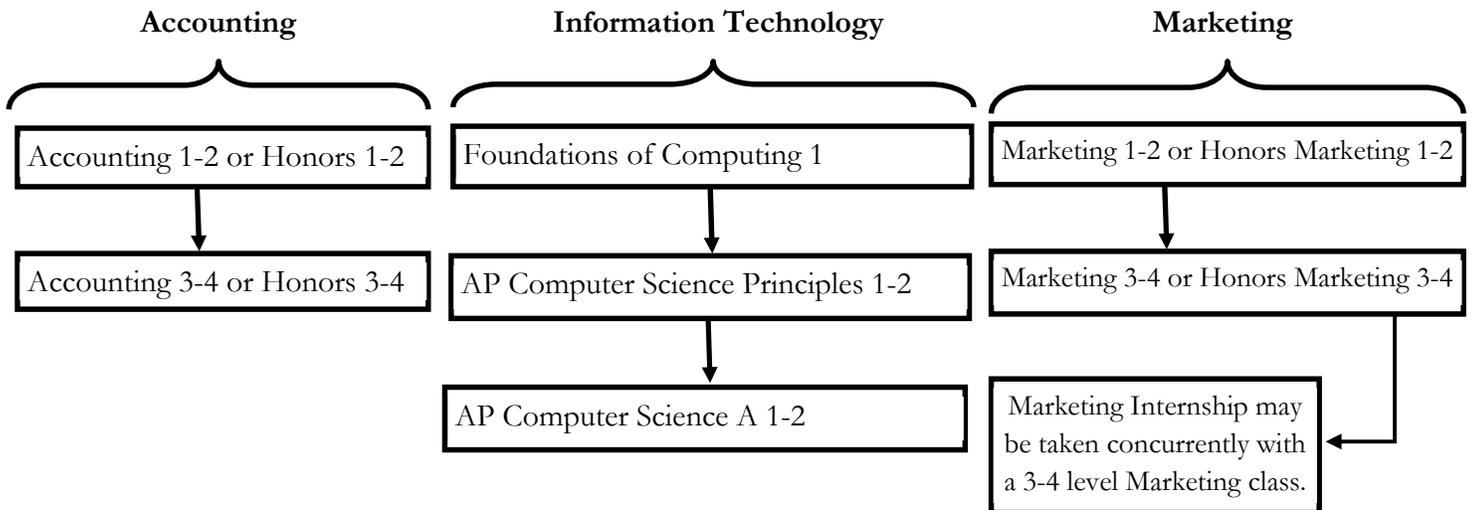 Accounting
Information Technology
Marketing
Accounting 1-2 or Honors 1-2
Foundations of Computing 1
Marketing 1-2 or Honors Marketing 1-2
Accounting 3-4 or Honors 3-4
AP Computer Science Principles 1-2
Marketing 3-4 or Honors Marketing 3-4
AP Computer Science A 1-2
Marketing Internship may
be taken concurrently with
a 3-4 level Marketing class.